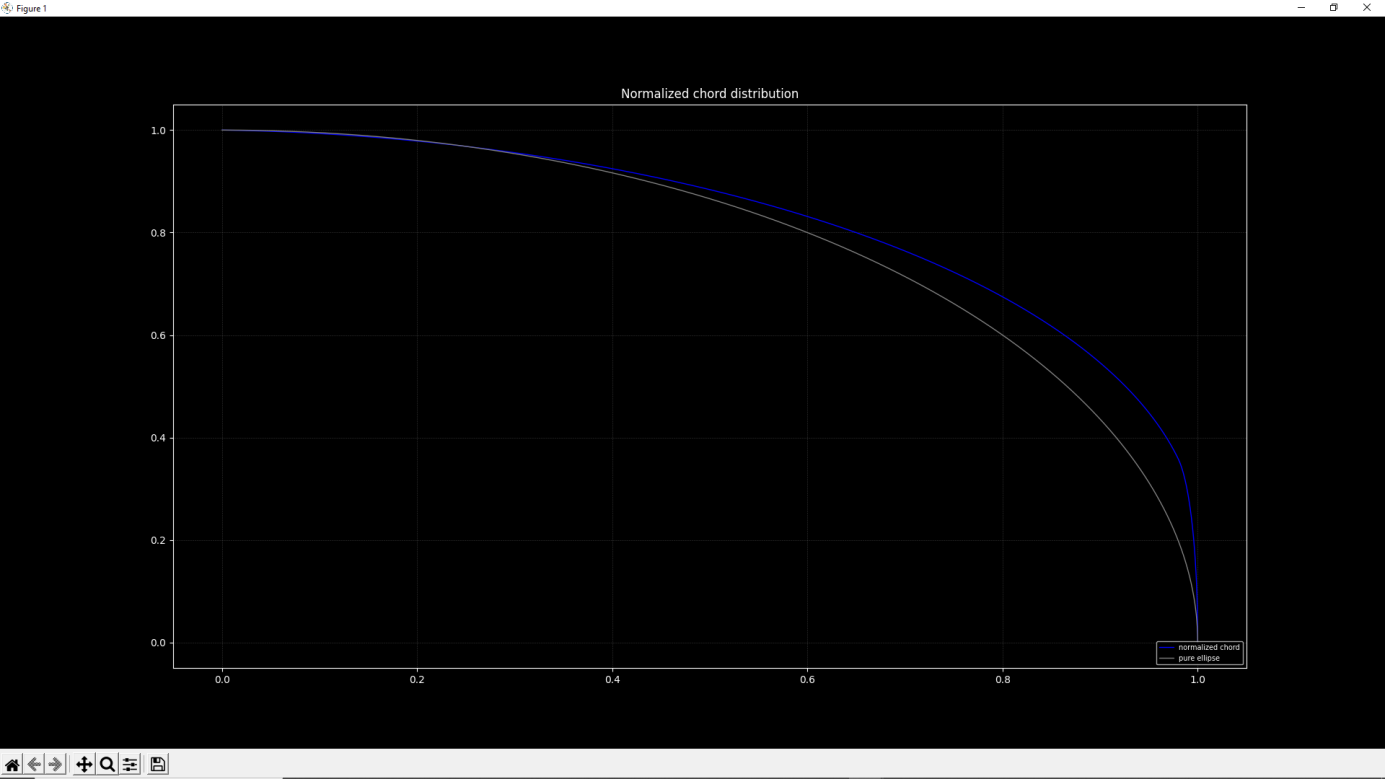 Figure 1
Normalized chord distribution
1.0
0.8
0.6
0.4
0.2
0.0
normalized chord
pure ellipse
0.0 0.2 0.4 0.6 0.8 1.0